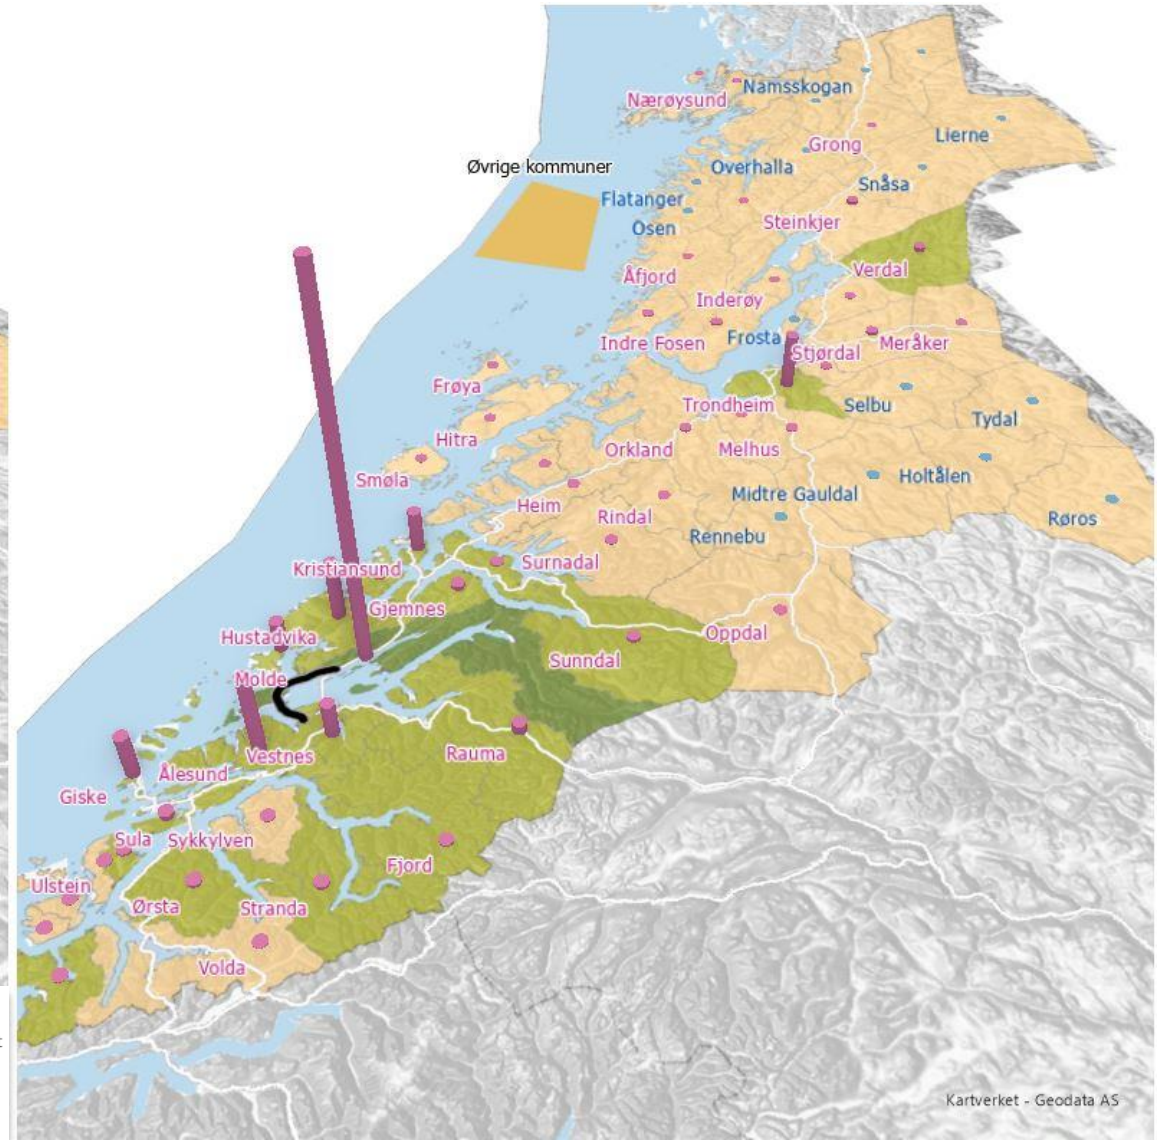 Namsskogan
Nærøysund
Lierne
Grong
Øvrige kommuner
Overhalla
Snåsa
Flatanger
Steinkjer
Osen
Verdal
Åfjord
Inderøy
Frosta
Indre Fosen
Stjørdal
Meråker
Frøya
Trondheim
Selbu
Tydal
Hitra
Orkland
Melhus
Smøla
Holtålen
Midtre Gauldal
Heim
Rindal
Røros
Rennebu
Surnadal
Kristiansund
Gjemnes
Oppdal
Hustadvika
Sunndal
Molde
Rauma
Vestnes
Ålesund
Giske
Sula
Sykkylven
Fjord
Ulstein
Ørsta
Stranda
Volda
Kartverket - Geodata AS